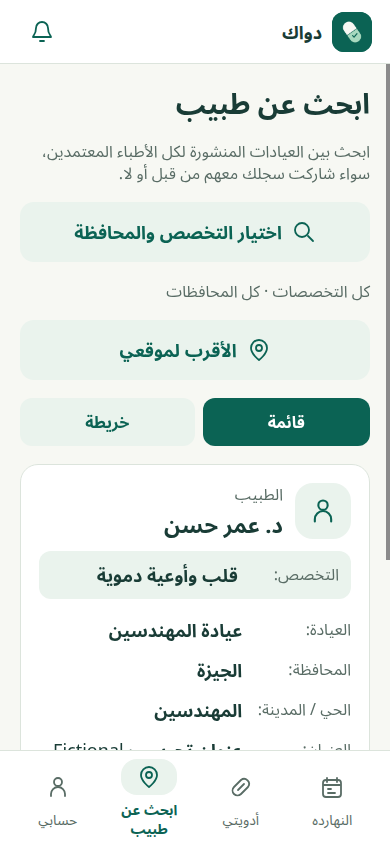 دواك
ابحث عن طبيب
ابحث بين العيادات المنشورة لكل الأطباء المعتمدين،
سواء شاركت سجلك معهم من قبل أو لا.
اختيار التخصص والمحافظة
كل التخصصات · كل المحافظات
الأقرب لموقعي
قائمة
خريطة
الطبيب
د. عمر حسن
التخصص: قلب وأوعية دموية
العيادة: عيادة المهندسين
المحافظة: الجيزة
الحي / المدينة: المهندسين
النهارده
أدويتي
ابحث عن
طبيب
حسابي